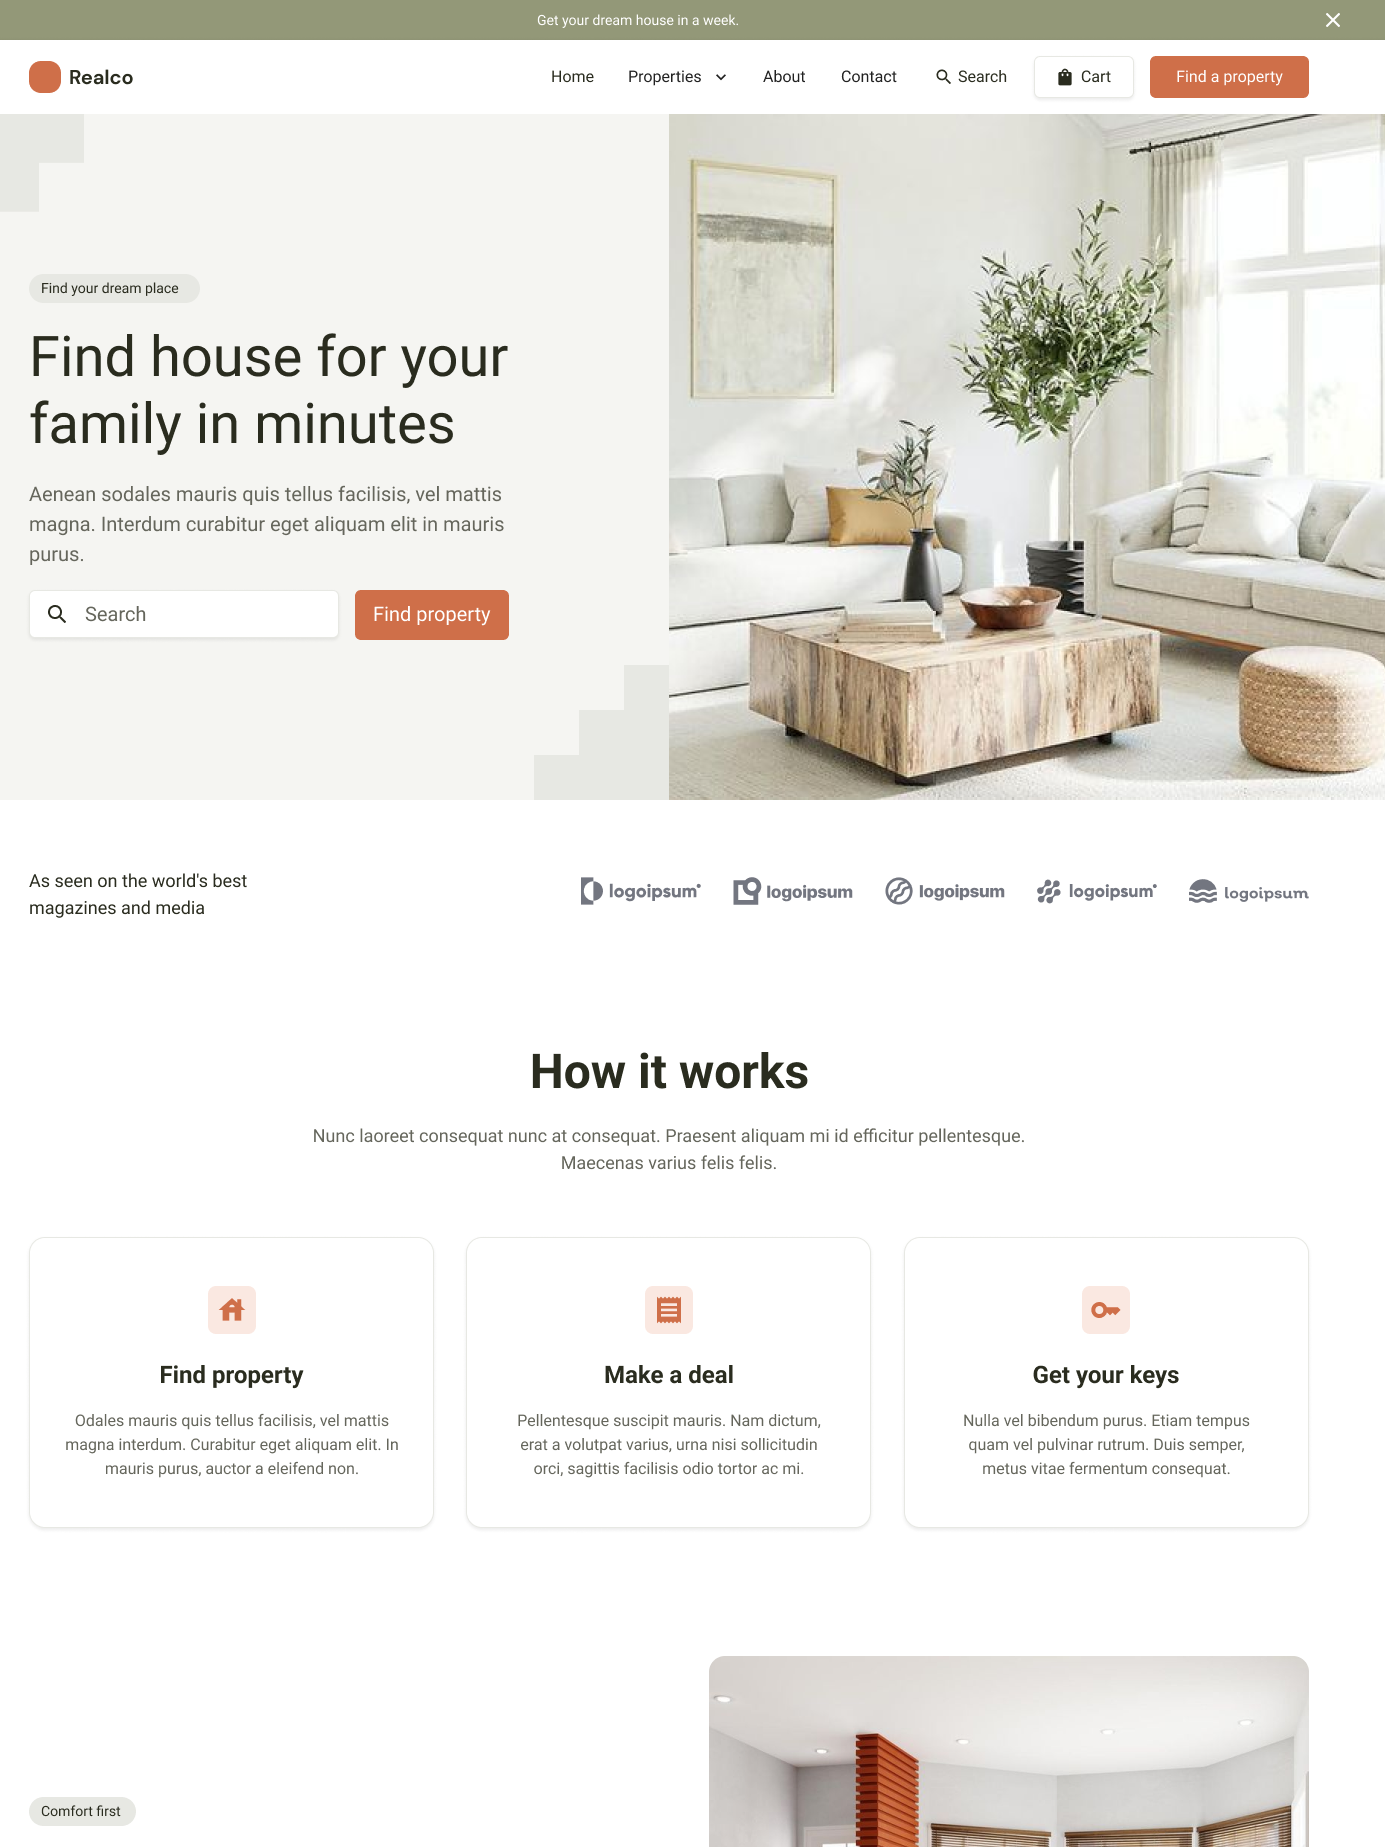 Get your dream house in a week.
Realco
Home
Properties
About
Contact
Search
Cart
Find a property
Find your dream place
Find house for your
family in minutes
Aenean sodales mauris quis tellus facilisis, vel mattis
magna. Interdum curabitur eget aliquam elit in mauris
purus.
Search
Find property
As seen on the world's best
magazines and media
logoipsum
logoipsum
logoipsum
logoipsum
logoipsum
How it works
Nunc laoreet consequat nunc at consequat. Praesent aliquam mi id efficitur pellentesque.
Maecenas varius felis felis.
Find property
Odales mauris quis tellus facilisis, vel mattis
magna interdum. Curabitur eget aliquam elit. In
mauris purus, auctor a eleifend non.
Make a deal
Pellentesque suscipit mauris. Nam dictum,
erat a volutpat varius, urna nisi sollicitudin
orci, sagittis facilisis odio tortor ac mi.
Get your keys
Nulla vel bibendum purus. Etiam tempus
quam vel pulvinar rutrum. Duis semper,
metus vitae fermentum consequat.
Comfort first